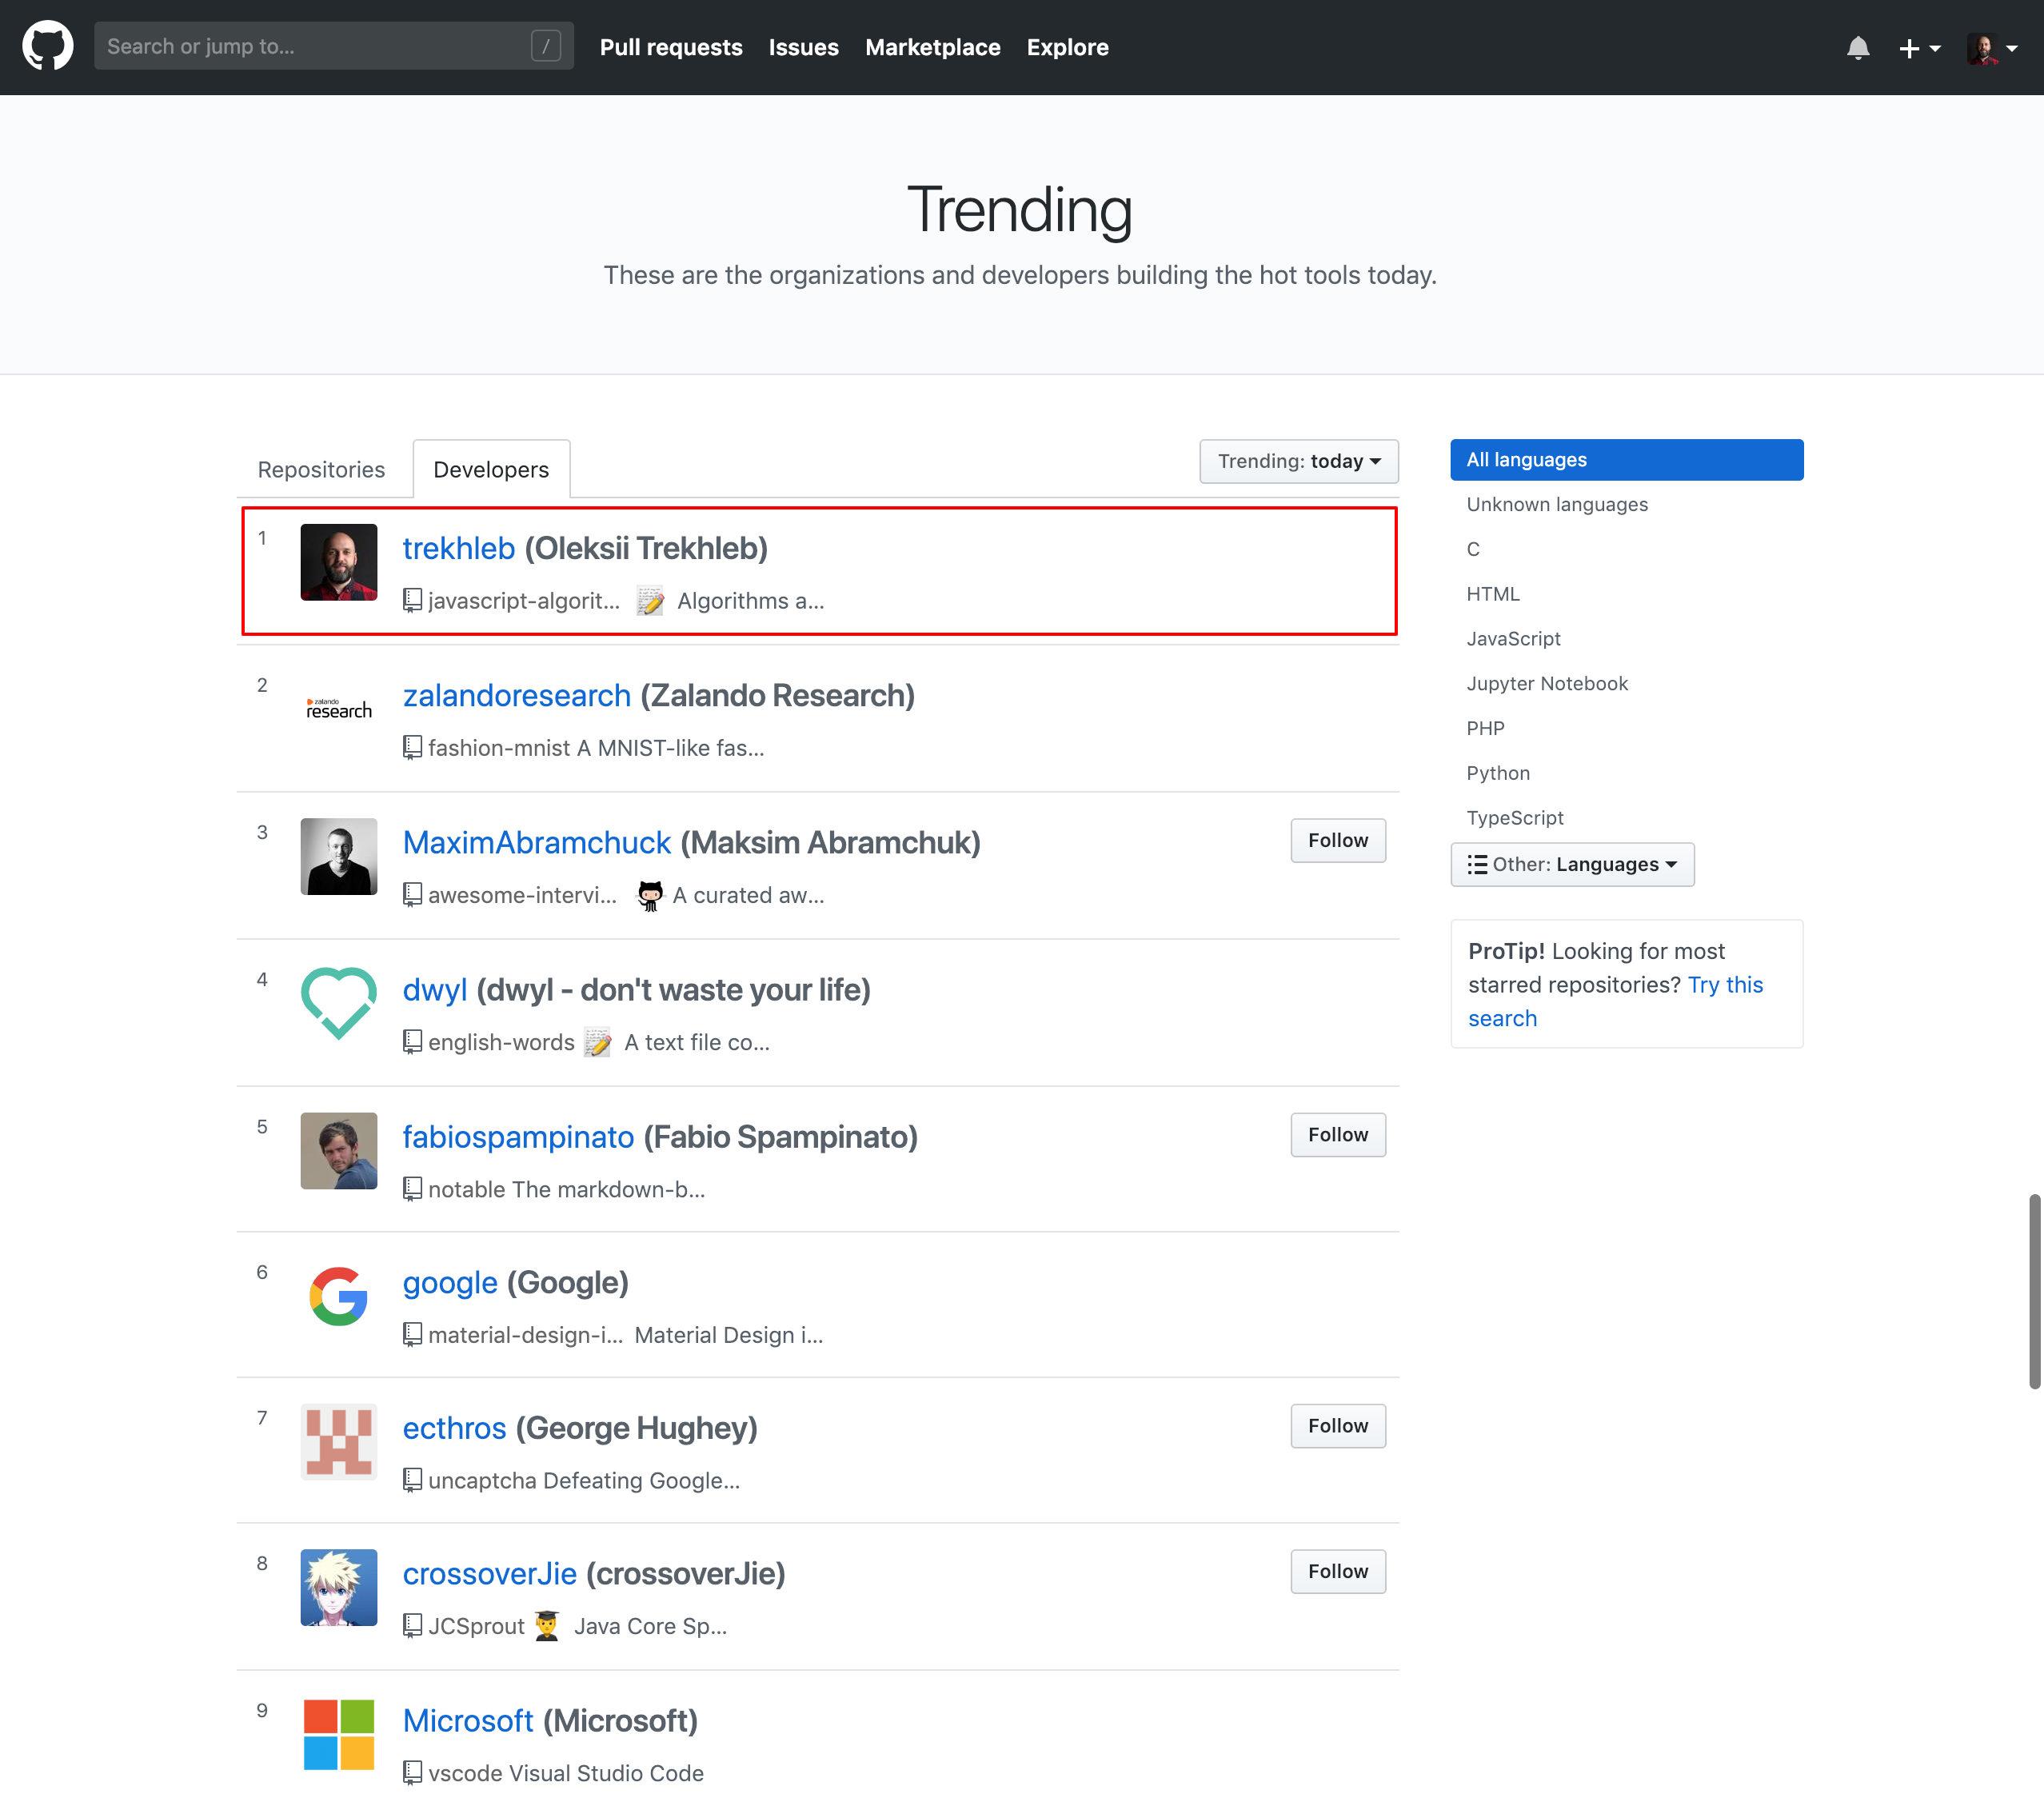 Search or jump to... /
Pull requests Issues Marketplace Explore
Trending
These are the organizations and developers building the hot tools today.
Repositories Developers Trending: today
1 trekhleb (Oleksii Trekhleb)
javascript-algorit... Algorithms a...
2 zalando research zalandoresearch (Zalando Research)
fashion-mnist A MNIST-like fas...
3 MaximAbramchuck (Maksim Abramchuk) Follow
awesome-intervi... A curated aw...
4 dwyl (dwyl - don't waste your life)
english-words A text file co...
5 fabiospampinato (Fabio Spampinato) Follow
notable The markdown-b...
6 google (Google)
material-design-i... Material Design i...
7 ecthros (George Hughey) Follow
uncaptcha Defeating Google...
8 crossoverJie (crossoverJie) Follow
JCSprout Java Core Sp...
9 Microsoft (Microsoft)
vscode Visual Studio Code
All languages
Unknown languages
C
HTML
JavaScript
Jupyter Notebook
PHP
Python
TypeScript
Other: Languages
ProTip! Looking for most
starred repositories? Try this
search